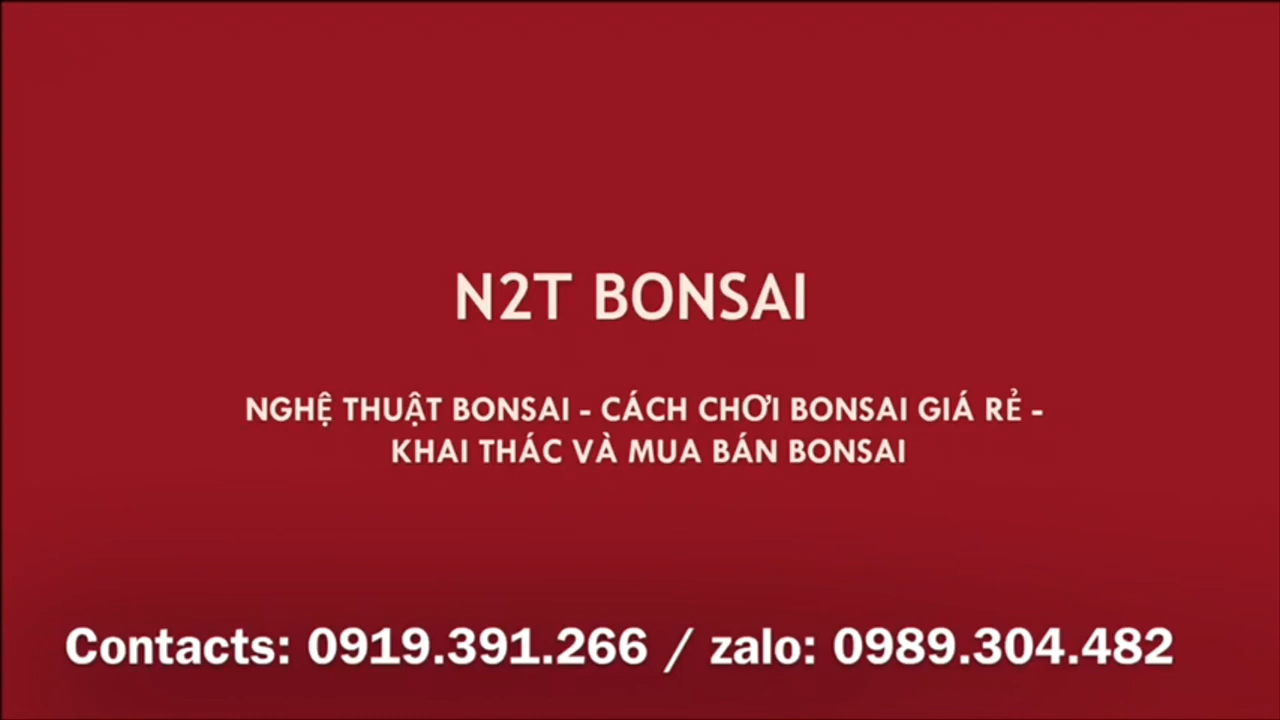 N2T BONSAI
NGHỆ THUẬT BONSAI - CÁCH CHƠI BONSAI GIÁ RẺ -
KHAI THÁC VÀ MUA BÁN BONSAI
Contacts: 0919.391.266 / zalo: 0989.304.482